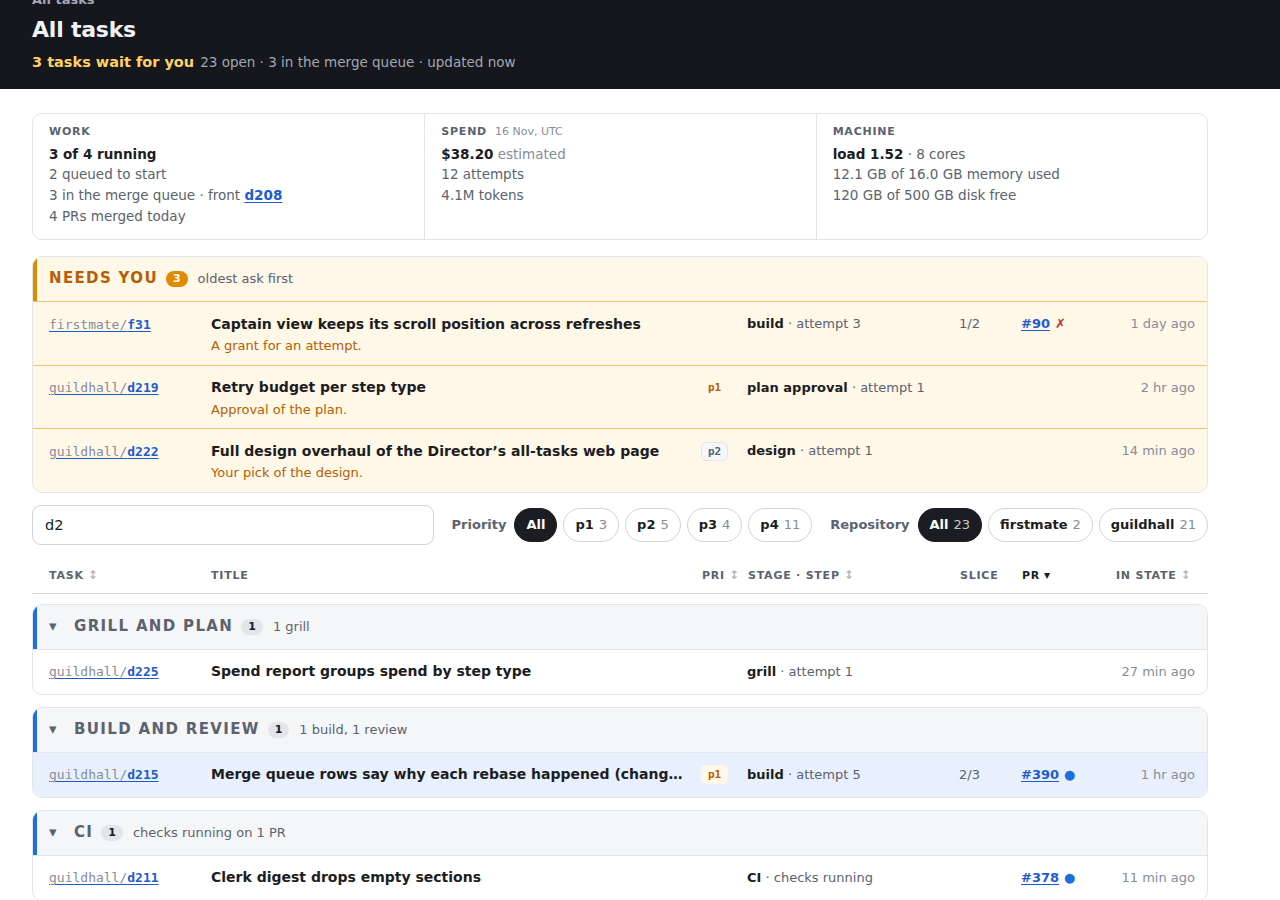 All tasks
All tasks
3 tasks wait for you 23 open · 3 in the merge queue · updated now
WORK
3 of 4 running
2 queued to start
3 in the merge queue · front d208
4 PRs merged today
SPEND 16 Nov, UTC
$38.20 estimated
12 attempts
4.1M tokens
MACHINE
load 1.52 · 8 cores
12.1 GB of 16.0 GB memory used
120 GB of 500 GB disk free
NEEDS YOU 3 oldest ask first
firstmate/f31 Captain view keeps its scroll position across refreshes build · attempt 3 1/2 #90 ✗ 1 day ago
A grant for an attempt.
guildhall/d219 Retry budget per step type p1 plan approval · attempt 1 2 hr ago
Approval of the plan.
guildhall/d222 Full design overhaul of the Director’s all-tasks web page p2 design · attempt 1 14 min ago
Your pick of the design.
d2 Priority All p1 3 p2 5 p3 4 p4 11 Repository All 23 firstmate 2 guildhall 21
TASK ↕ TITLE PRI ↕ STAGE · STEP ↕ SLICE PR ▾ IN STATE ↕
▾ GRILL AND PLAN 1 1 grill
guildhall/d225 Spend report groups spend by step type grill · attempt 1 27 min ago
▾ BUILD AND REVIEW 1 1 build, 1 review
guildhall/d215 Merge queue rows say why each rebase happened (chang… p1 build · attempt 5 2/3 #390 ● 1 hr ago
▾ CI 1 checks running on 1 PR
guildhall/d211 Clerk digest drops empty sections CI · checks running #378 ● 11 min ago